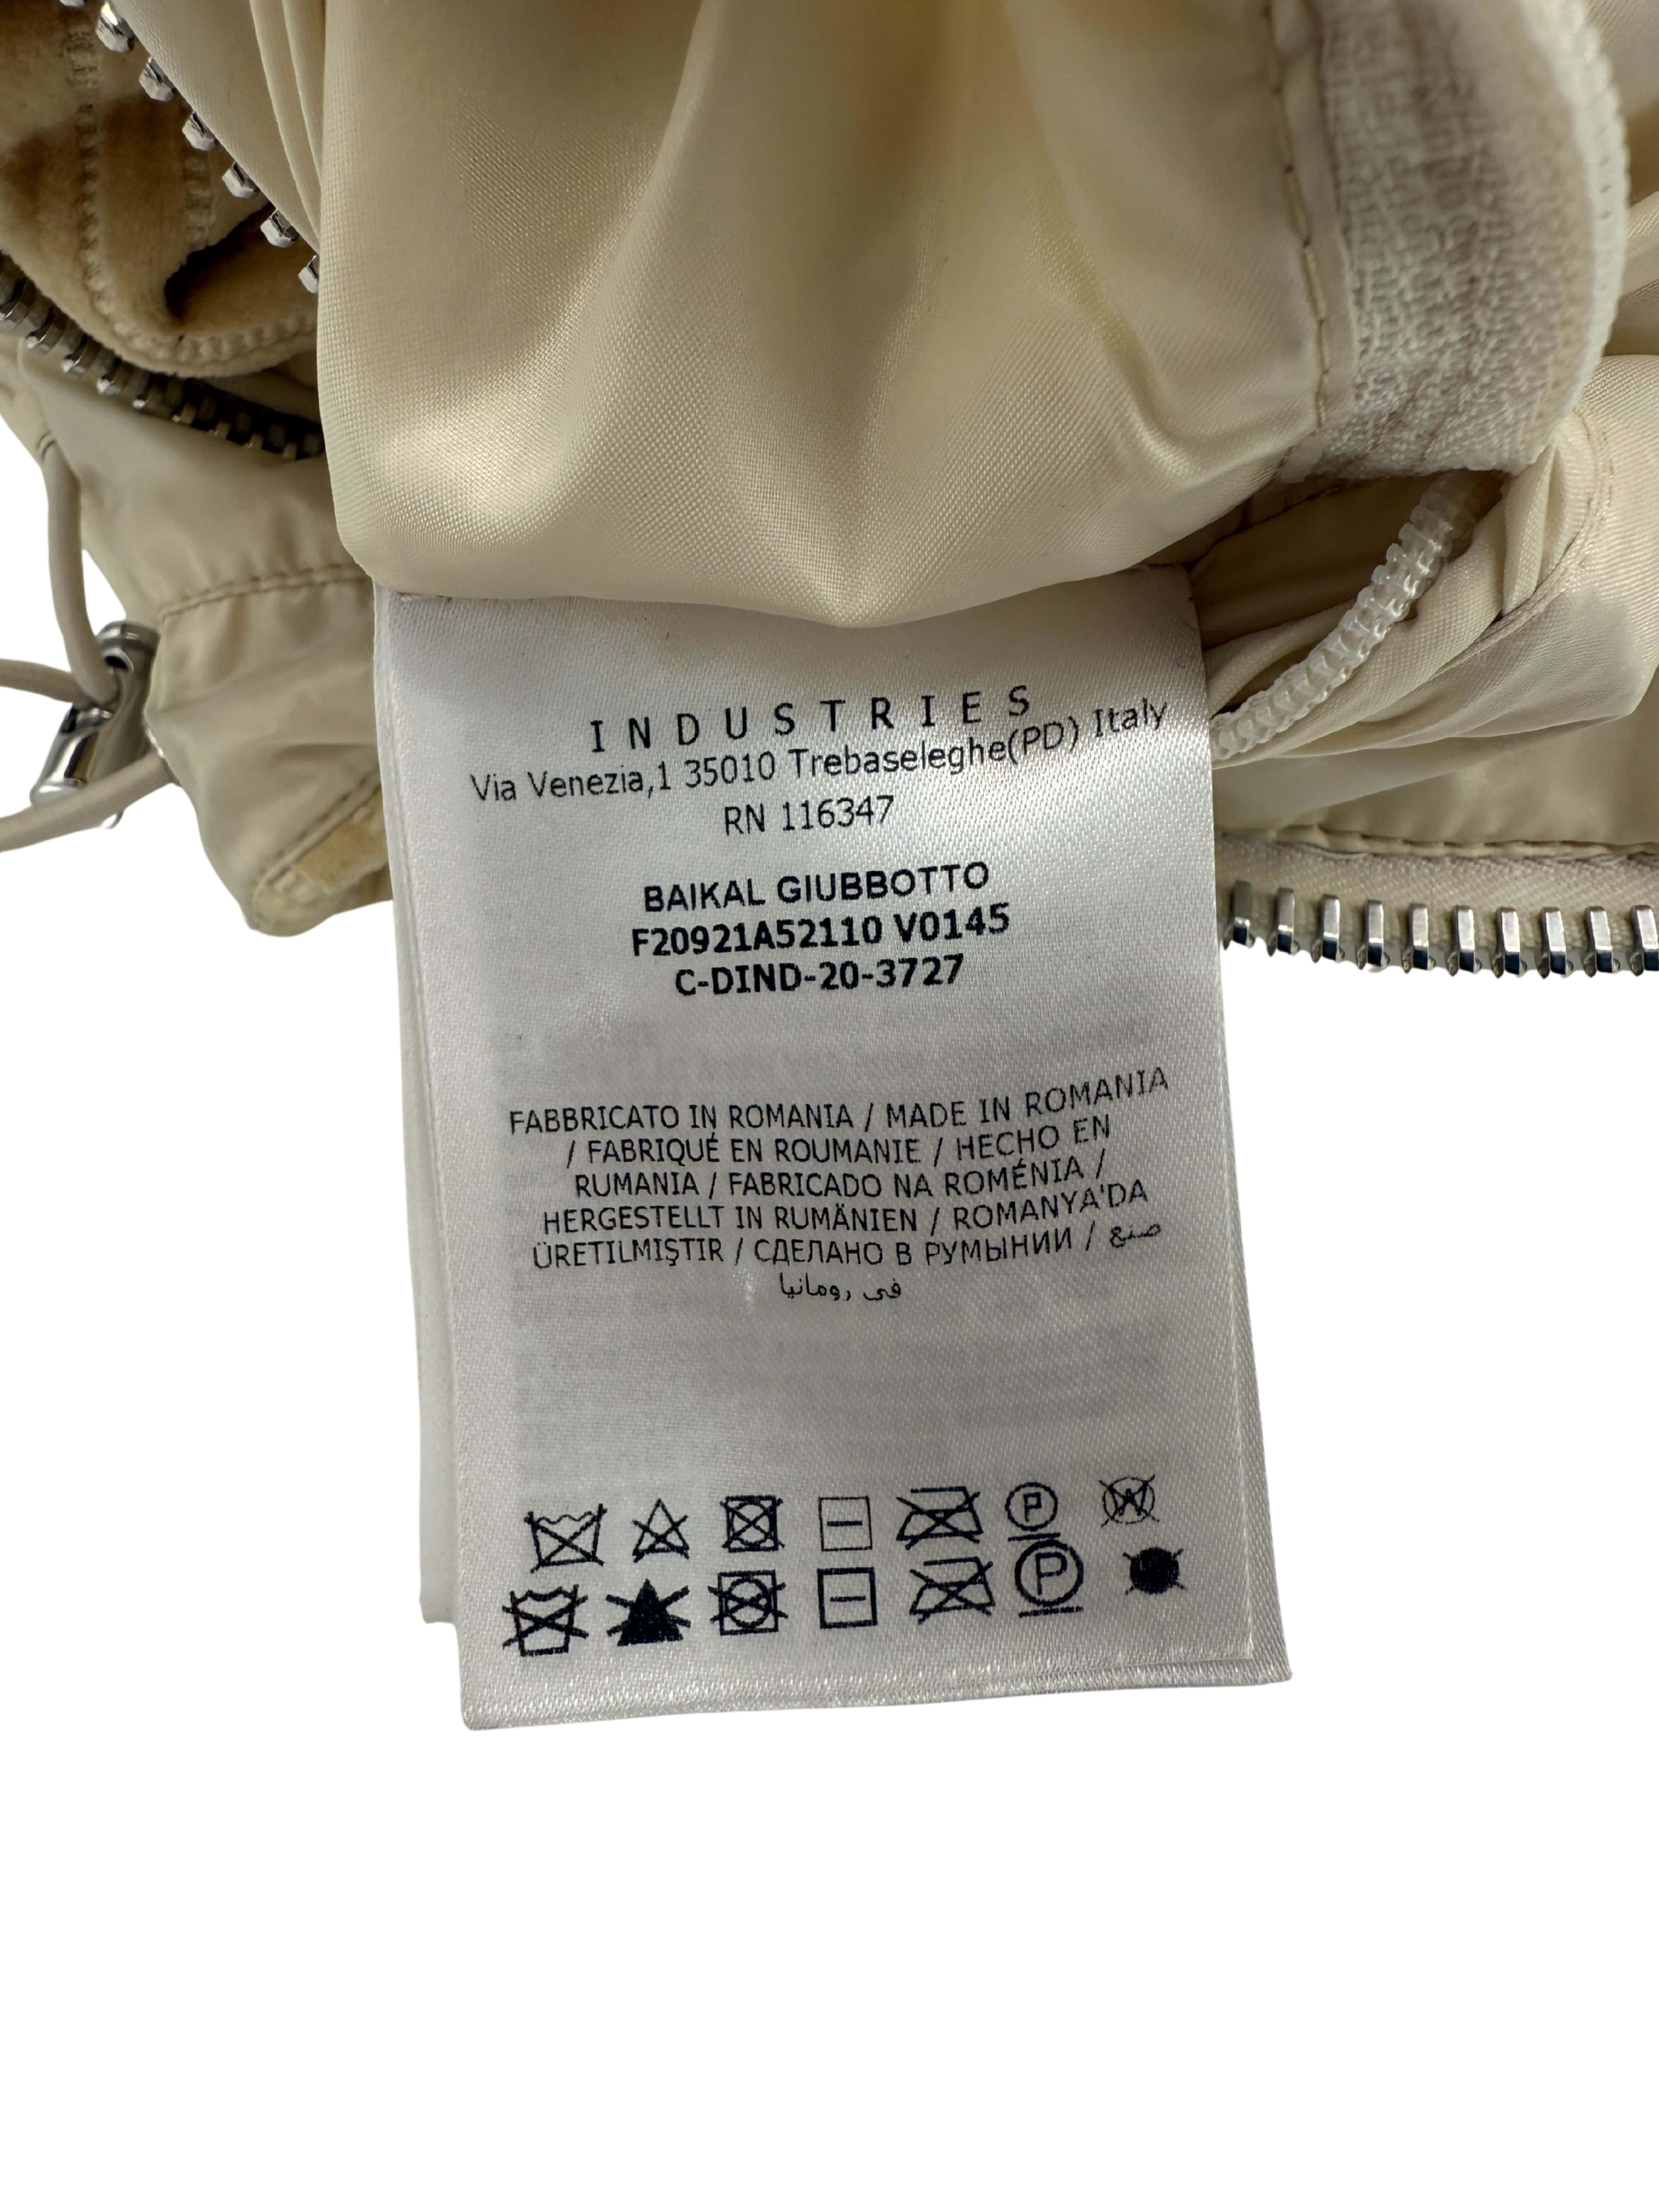 INDUSTRIES
Via Venezia,1 35010 Trebaseleghe(PD) Italy
RN 116347
BAIKAL GIUBBOTTO
F20921A52110 V0145
C-DIND-20-3727
FABBRICATO IN ROMANIA / MADE IN ROMANIA
/ FABRIQUÉ EN ROUMANIE / HECHO EN
RUMANIA / FABRICADO NA ROMÉNIA /
HERGESTELLT IN RUMÄNIEN / ROMANYA'DA
ÜRETILMIŞTIR / СДЕЛАНО В РУМЫНИИ / صنع
في رومانيا
P W
P